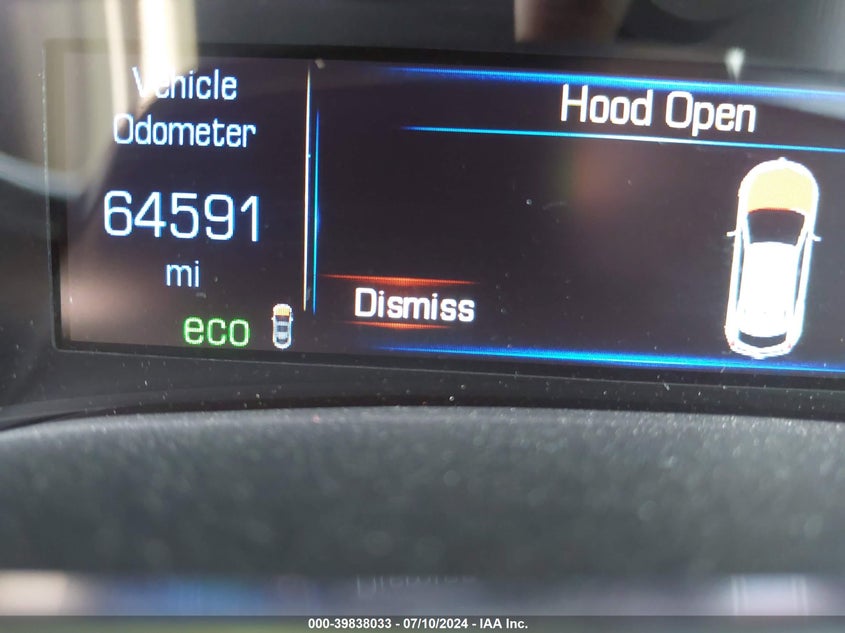 Vehicle
Odometer
64591
mi
eco
Hood Open
Dismiss
000-39838033 - 07/10/2024 - IAA Inc.